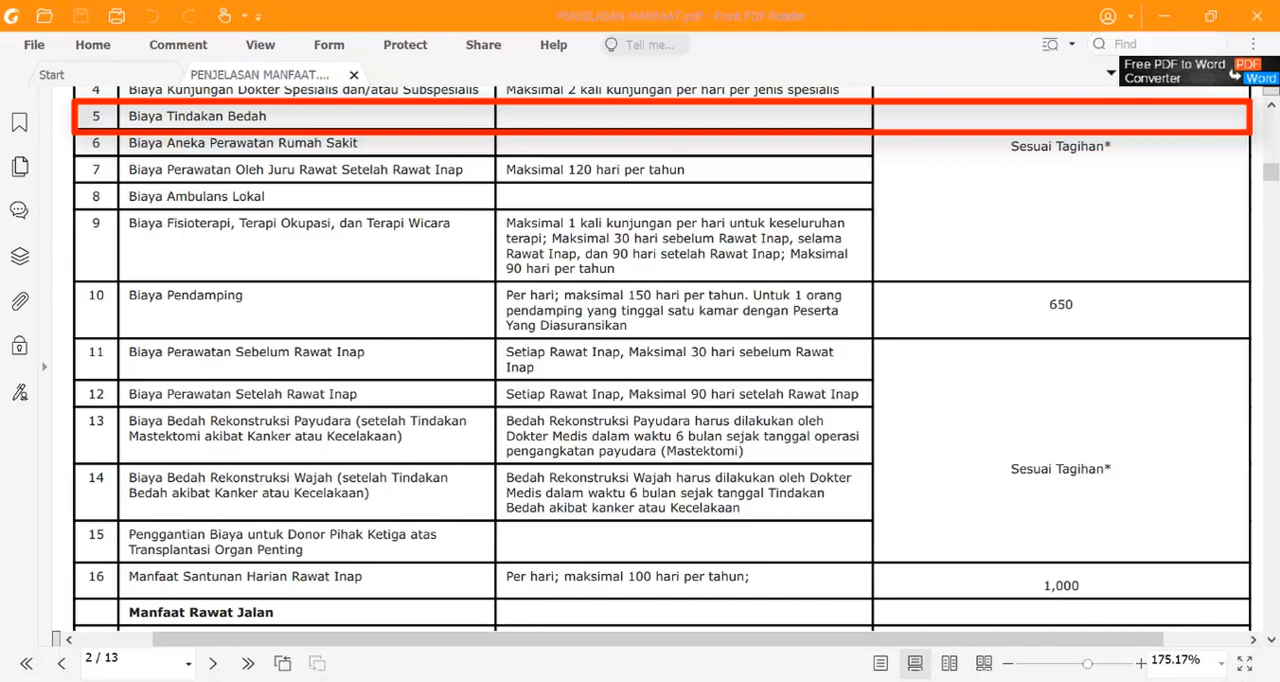 PENJELASAN MANFAAT.pdf - Foxit PDF Reader
File Home Comment View Form Protect Share Help Tell me... Find
Start PENJELASAN MANFAAT....
Free PDF to Word PDF
Converter Word
4 Biaya Kunjungan Dokter Spesialis dan/atau Subspesialis Maksimal 2 kali kunjungan per hari per jenis spesialis
5 Biaya Tindakan Bedah
6 Biaya Aneka Perawatan Rumah Sakit
Sesuai Tagihan*
7 Biaya Perawatan Oleh Juru Rawat Setelah Rawat Inap Maksimal 120 hari per tahun
8 Biaya Ambulans Lokal
9 Biaya Fisioterapi, Terapi Okupasi, dan Terapi Wicara Maksimal 1 kali kunjungan per hari untuk keseluruhan
terapi; Maksimal 30 hari sebelum Rawat Inap, selama
Rawat Inap, dan 90 hari setelah Rawat Inap; Maksimal
90 hari per tahun
10 Biaya Pendamping Per hari; maksimal 150 hari per tahun. Untuk 1 orang
pendamping yang tinggal satu kamar dengan Peserta
Yang Diasuransikan
650
11 Biaya Perawatan Sebelum Rawat Inap Setiap Rawat Inap, Maksimal 30 hari sebelum Rawat
Inap
12 Biaya Perawatan Setelah Rawat Inap Setiap Rawat Inap, Maksimal 90 hari setelah Rawat Inap
13 Biaya Bedah Rekonstruksi Payudara (setelah Tindakan
Mastektomi akibat Kanker atau Kecelakaan)
Bedah Rekonstruksi Payudara harus dilakukan oleh
Dokter Medis dalam waktu 6 bulan sejak tanggal operasi
pengangkatan payudara (Mastektomi)
Sesuai Tagihan*
14 Biaya Bedah Rekonstruksi Wajah (setelah Tindakan
Bedah akibat Kanker atau Kecelakaan)
Bedah Rekonstruksi Wajah harus dilakukan oleh Dokter
Medis dalam waktu 6 bulan sejak tanggal Tindakan
Bedah akibat kanker atau Kecelakaan
15 Penggantian Biaya untuk Donor Pihak Ketiga atas
Transplantasi Organ Penting
16 Manfaat Santunan Harian Rawat Inap Per hari; maksimal 100 hari per tahun;
1,000
Manfaat Rawat Jalan
2 / 13 175.17%